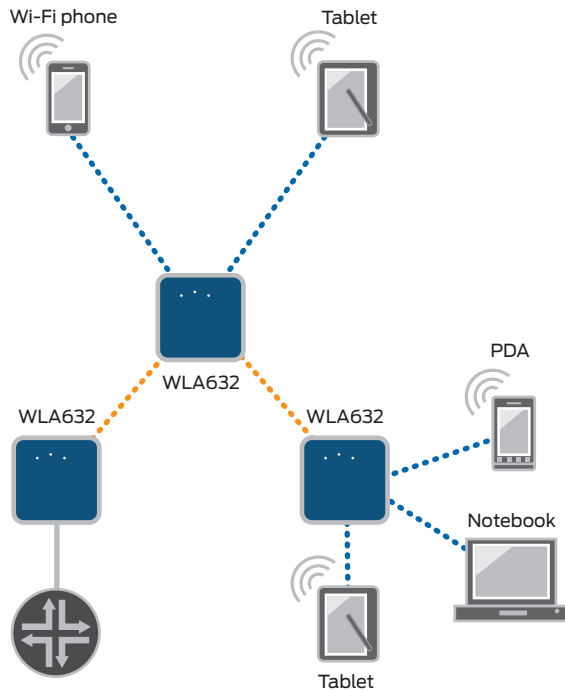 Wi-Fi phone
Tablet
WLA632
PDA
WLA632
WLA632
Notebook
Tablet